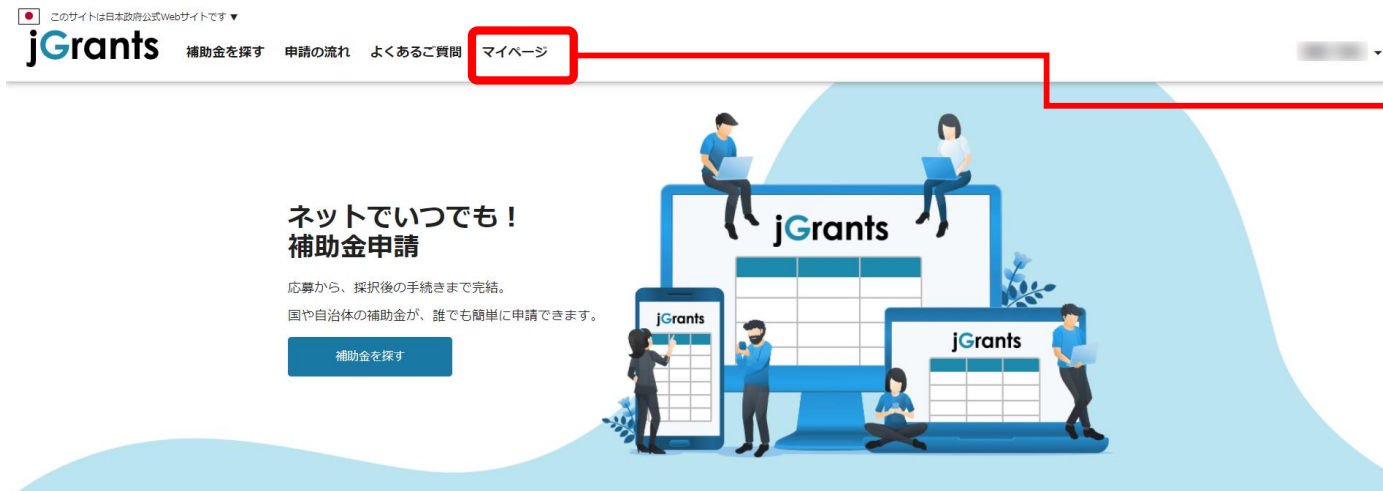 このサイトは日本政府公式Webサイトです ▼
jGrants 補助金を探す 申請の流れ よくあるご質問 マイページ
ネットでいつでも！
補助金申請
応募から、採択後の手続きまで完結。
国や自治体の補助金が、誰でも簡単に申請できます。
補助金を探す
jGrants
jGrants
jGrants